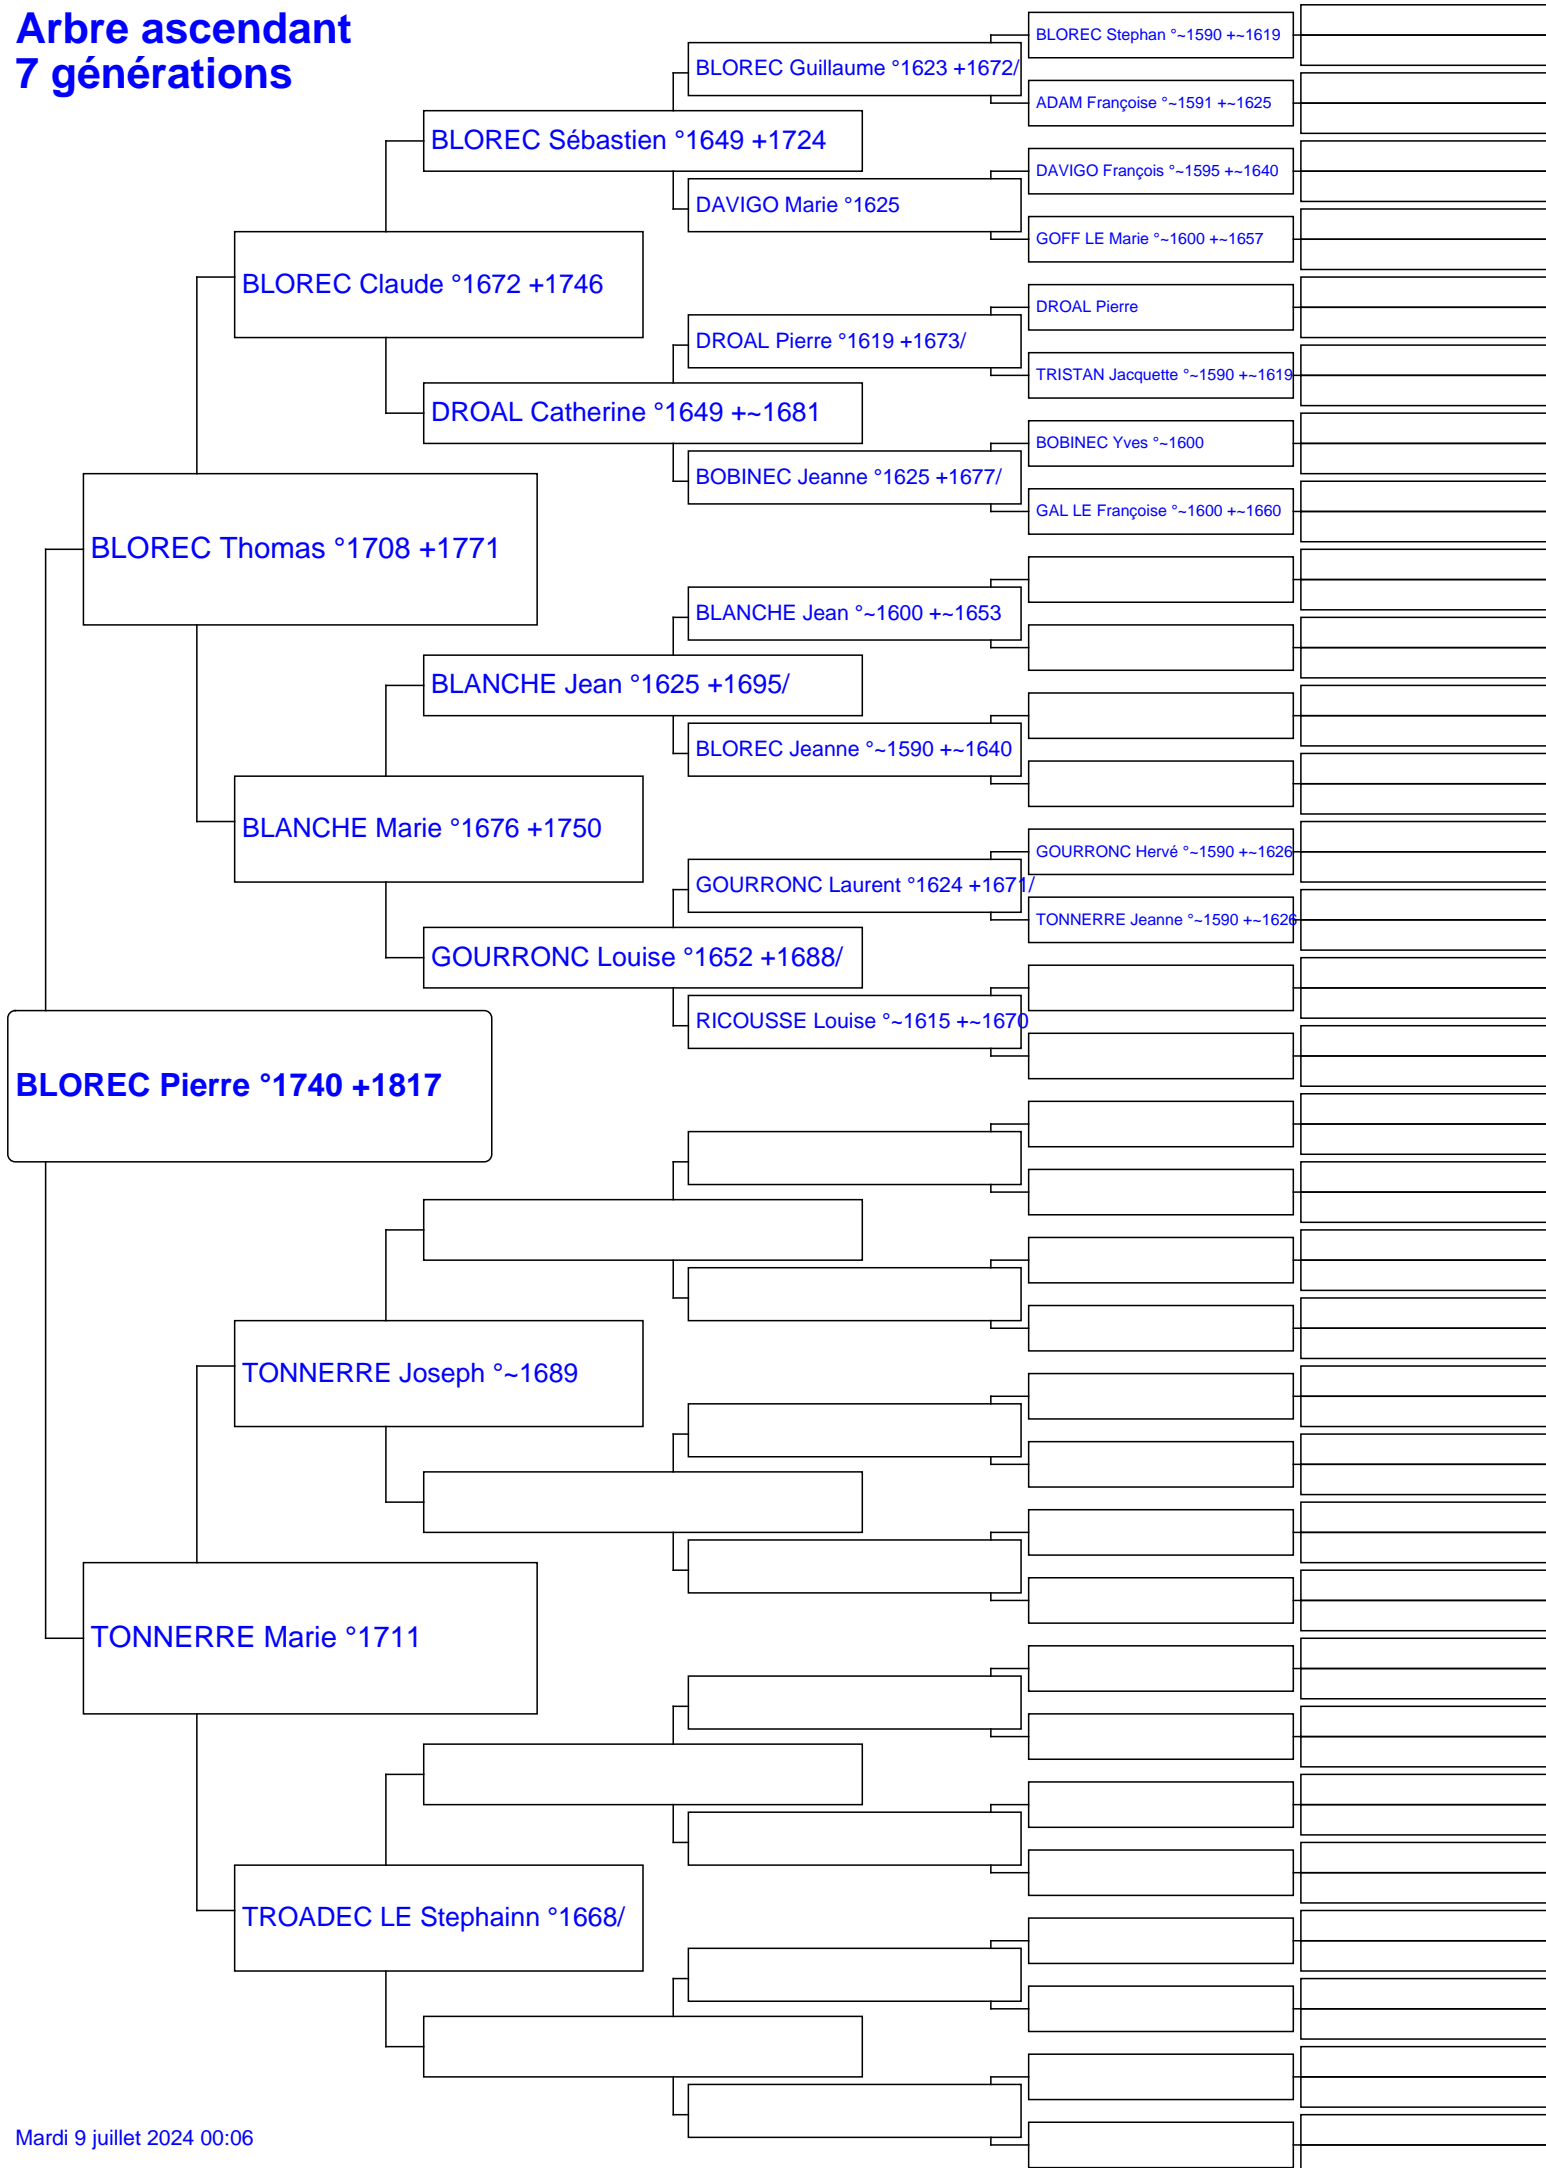 Arbre ascendant
7 générations
BLOREC Stephan °~1590 +~1619
BLOREC Guillaume °1623 +1672/
ADAM Françoise °~1591 +~1625
BLOREC Sébastien °1649 +1724
DAVIGO François °~1595 +~1640
DAVIGO Marie °1625
GOFF LE Marie °~1600 +~1657
BLOREC Claude °1672 +1746
DROAL Pierre
DROAL Pierre °1619 +1673/
TRISTAN Jacquette °~1590 +~1619
DROAL Catherine °1649 +~1681
BOBINEC Yves °~1600
BOBINEC Jeanne °1625 +1677/
GAL LE Françoise °~1600 +~1660
BLOREC Thomas °1708 +1771
BLANCHE Jean °~1600 +~1653
BLANCHE Jean °1625 +1695/
BLOREC Jeanne °~1590 +~1640
BLANCHE Marie °1676 +1750
GOURRONC Hervé °~1590 +~1626
GOURRONC Laurent °1624 +1671/
TONNERRE Jeanne °~1590 +~1626
GOURRONC Louise °1652 +1688/
RICOUSSE Louise °~1615 +~1670
BLOREC Pierre °1740 +1817
TONNERRE Joseph °~1689
TONNERRE Marie °1711
TROADEC LE Stephainn °1668/
Mardi 9 juillet 2024 00:06